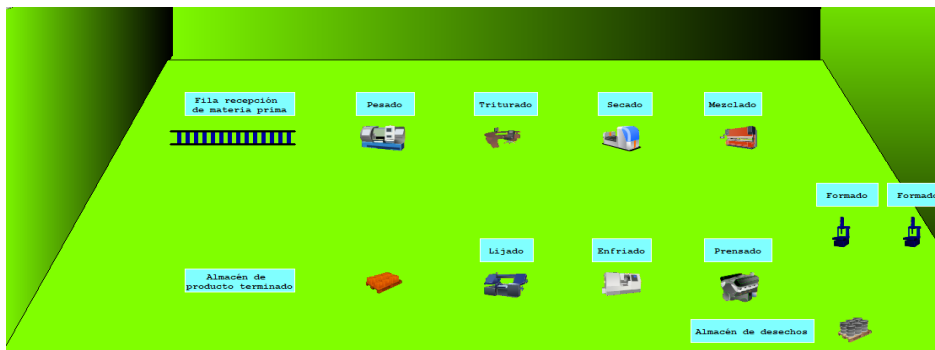 Fila recepción
de materia prima
Pesado
Triturado
Secado
Mezclado
Formado
Formado
Lijado
Enfriado
Prensado
Almacén de
producto terminado
Almacén de desechos